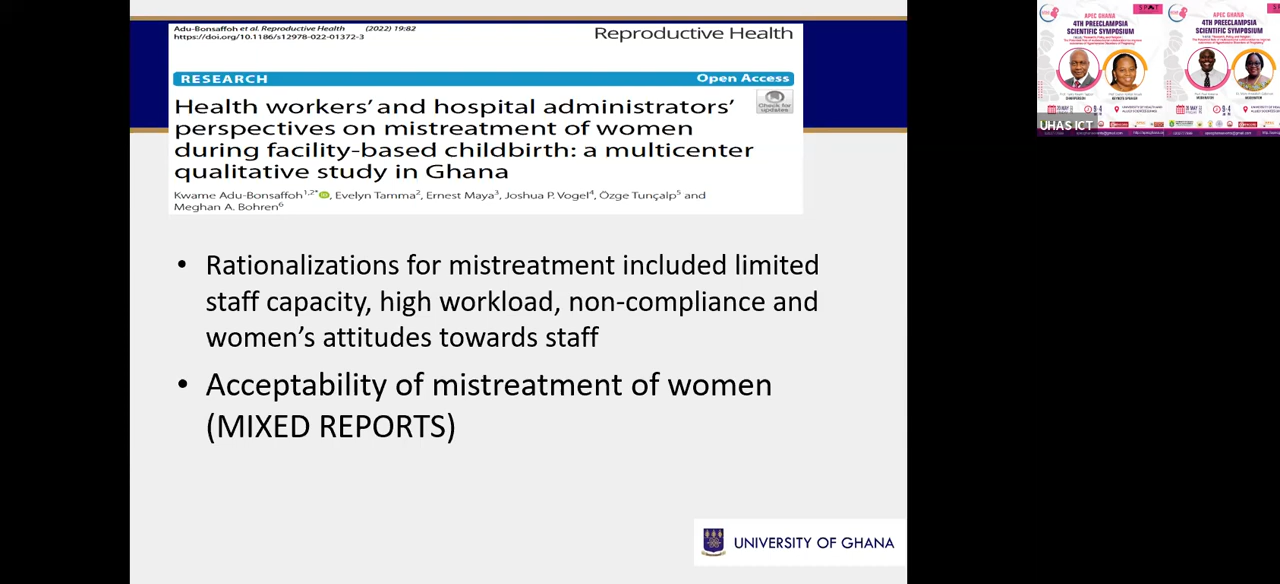 Adu-Bonsaffoh et al. Reproductive Health (2022) 19:82
https://doi.org/10.1186/s12978-022-01372-3
Reproductive Health
RESEARCH Open Access
Check for
updates
Health workers' and hospital administrators'
perspectives on mistreatment of women
during facility-based childbirth: a multicenter
qualitative study in Ghana
Kwame Adu-Bonsaffoh1,2*, Evelyn Tamma2, Ernest Maya3, Joshua P. Vogel4, Özge Tunçalp5 and
Meghan A. Bohren6
• Rationalizations for mistreatment included limited
staff capacity, high workload, non-compliance and
women's attitudes towards staff
• Acceptability of mistreatment of women
(MIXED REPORTS)
UNIVERSITY OF GHANA
APEC GHANA
4TH PREECLAMPSIA
SCIENTIFIC SYMPOSIUM
APEC GHANA
4TH PREECLAMPSIA
SCIENTIFIC SYMPOSIUM
UHAS ICT